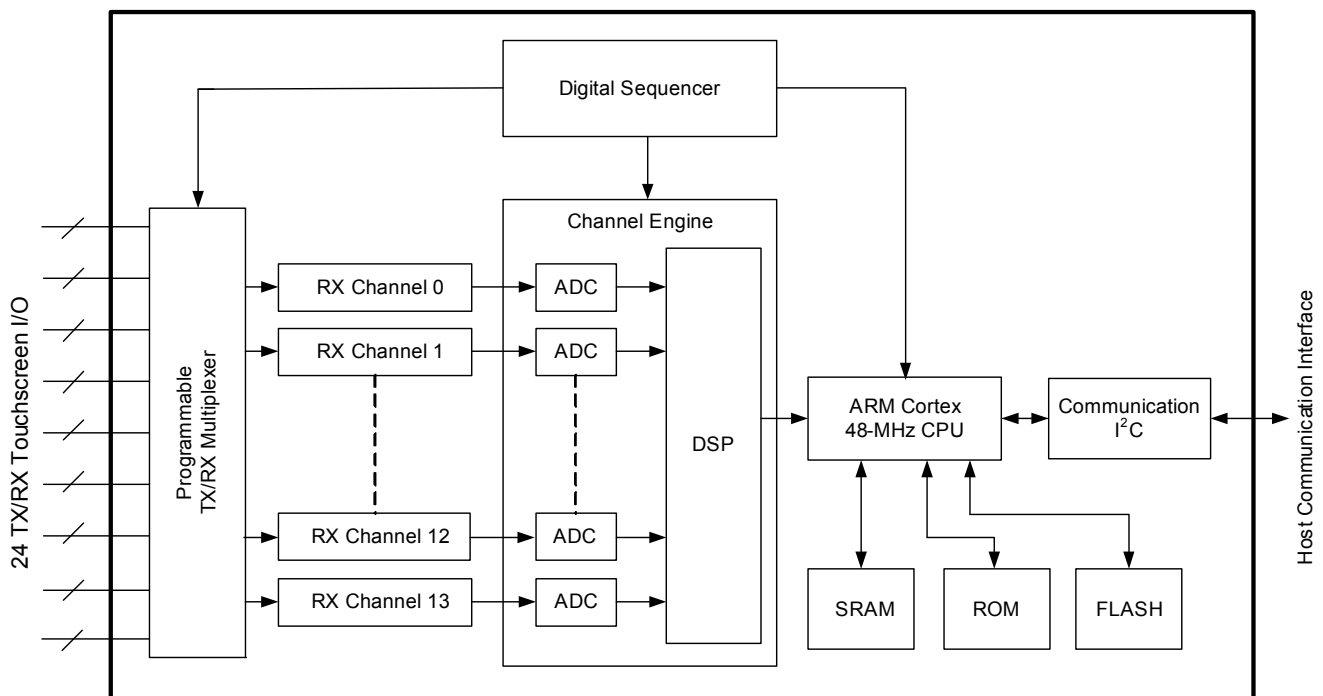 Digital Sequencer
24 TX/RX Touchscreen I/O
Programmable
TX/RX Multiplexer
Channel Engine
RX Channel 0
ADC
RX Channel 1
ADC
RX Channel 12
ADC
RX Channel 13
ADC
DSP
ARM Cortex
48-MHz CPU
Communication
I²C
SRAM
ROM
FLASH
Host Communication Interface